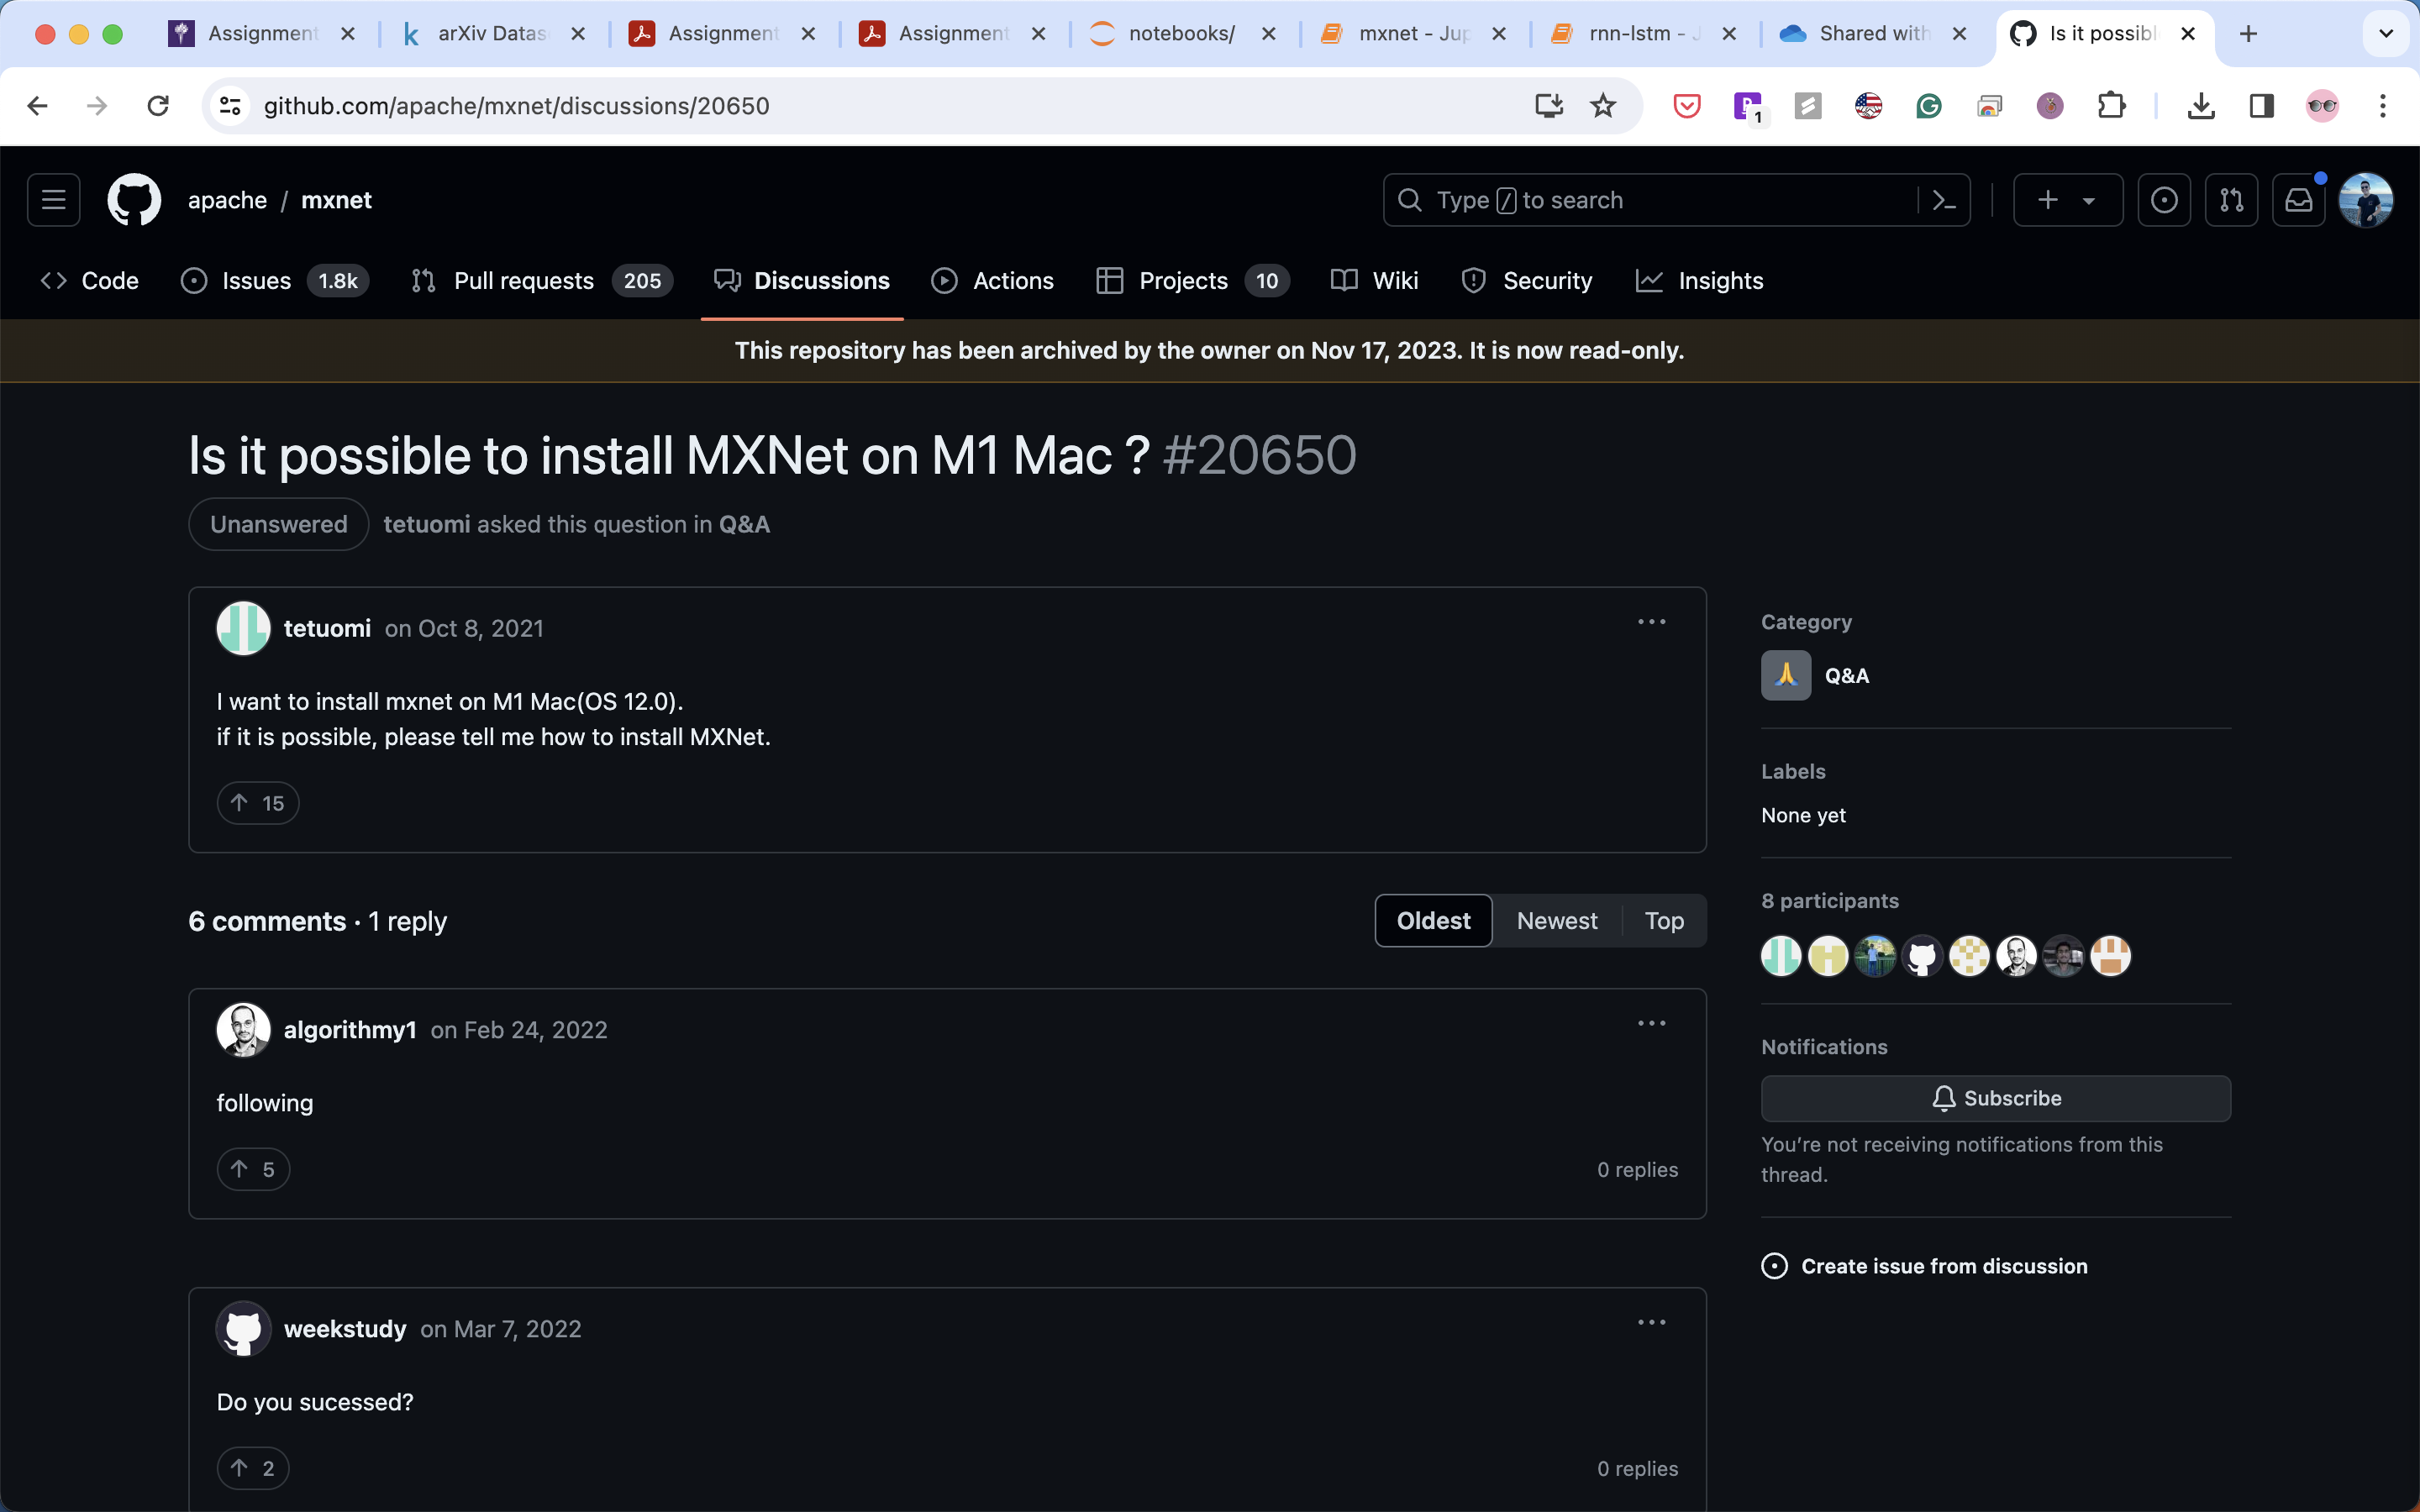 Assignment
arXiv Datas
Assignment
Assignment
notebooks/
mxnet - Jup
rnn-lstm - J
Shared with
Is it possibl
github.com/apache/mxnet/discussions/20650
1
apache / mxnet
Type / to search
Code
Issues 1.8k
Pull requests 205
Discussions
Actions
Projects 10
Wiki
Security
Insights
This repository has been archived by the owner on Nov 17, 2023. It is now read-only.
Is it possible to install MXNet on M1 Mac ? #20650
Unanswered tetuomi asked this question in Q&A
tetuomi on Oct 8, 2021
I want to install mxnet on M1 Mac(OS 12.0).
if it is possible, please tell me how to install MXNet.
15
6 comments · 1 reply
Oldest Newest Top
algorithmy1 on Feb 24, 2022
following
5
0 replies
weekstudy on Mar 7, 2022
Do you sucessed?
2
0 replies
Category
Q&A
Labels
None yet
8 participants
Notifications
Subscribe
You’re not receiving notifications from this
thread.
Create issue from discussion